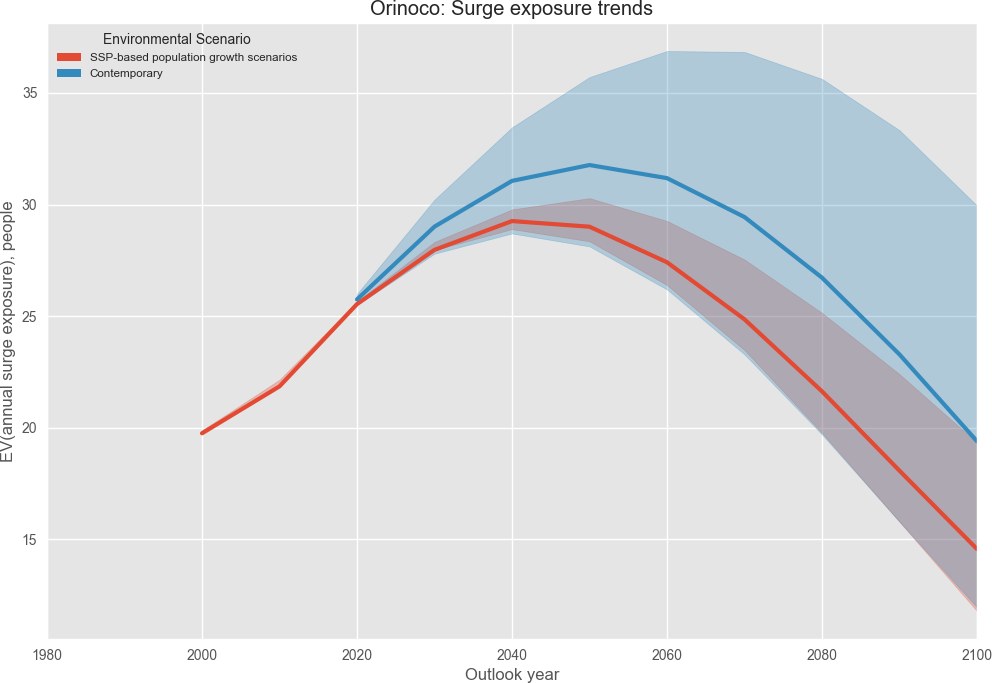 Orinoco: Surge exposure trends
Environmental Scenario
SSP-based population growth scenarios
Contemporary
EV(annual surge exposure), people
35
30
25
20
15
1980
2000
2020
2040
2060
2080
2100
Outlook year